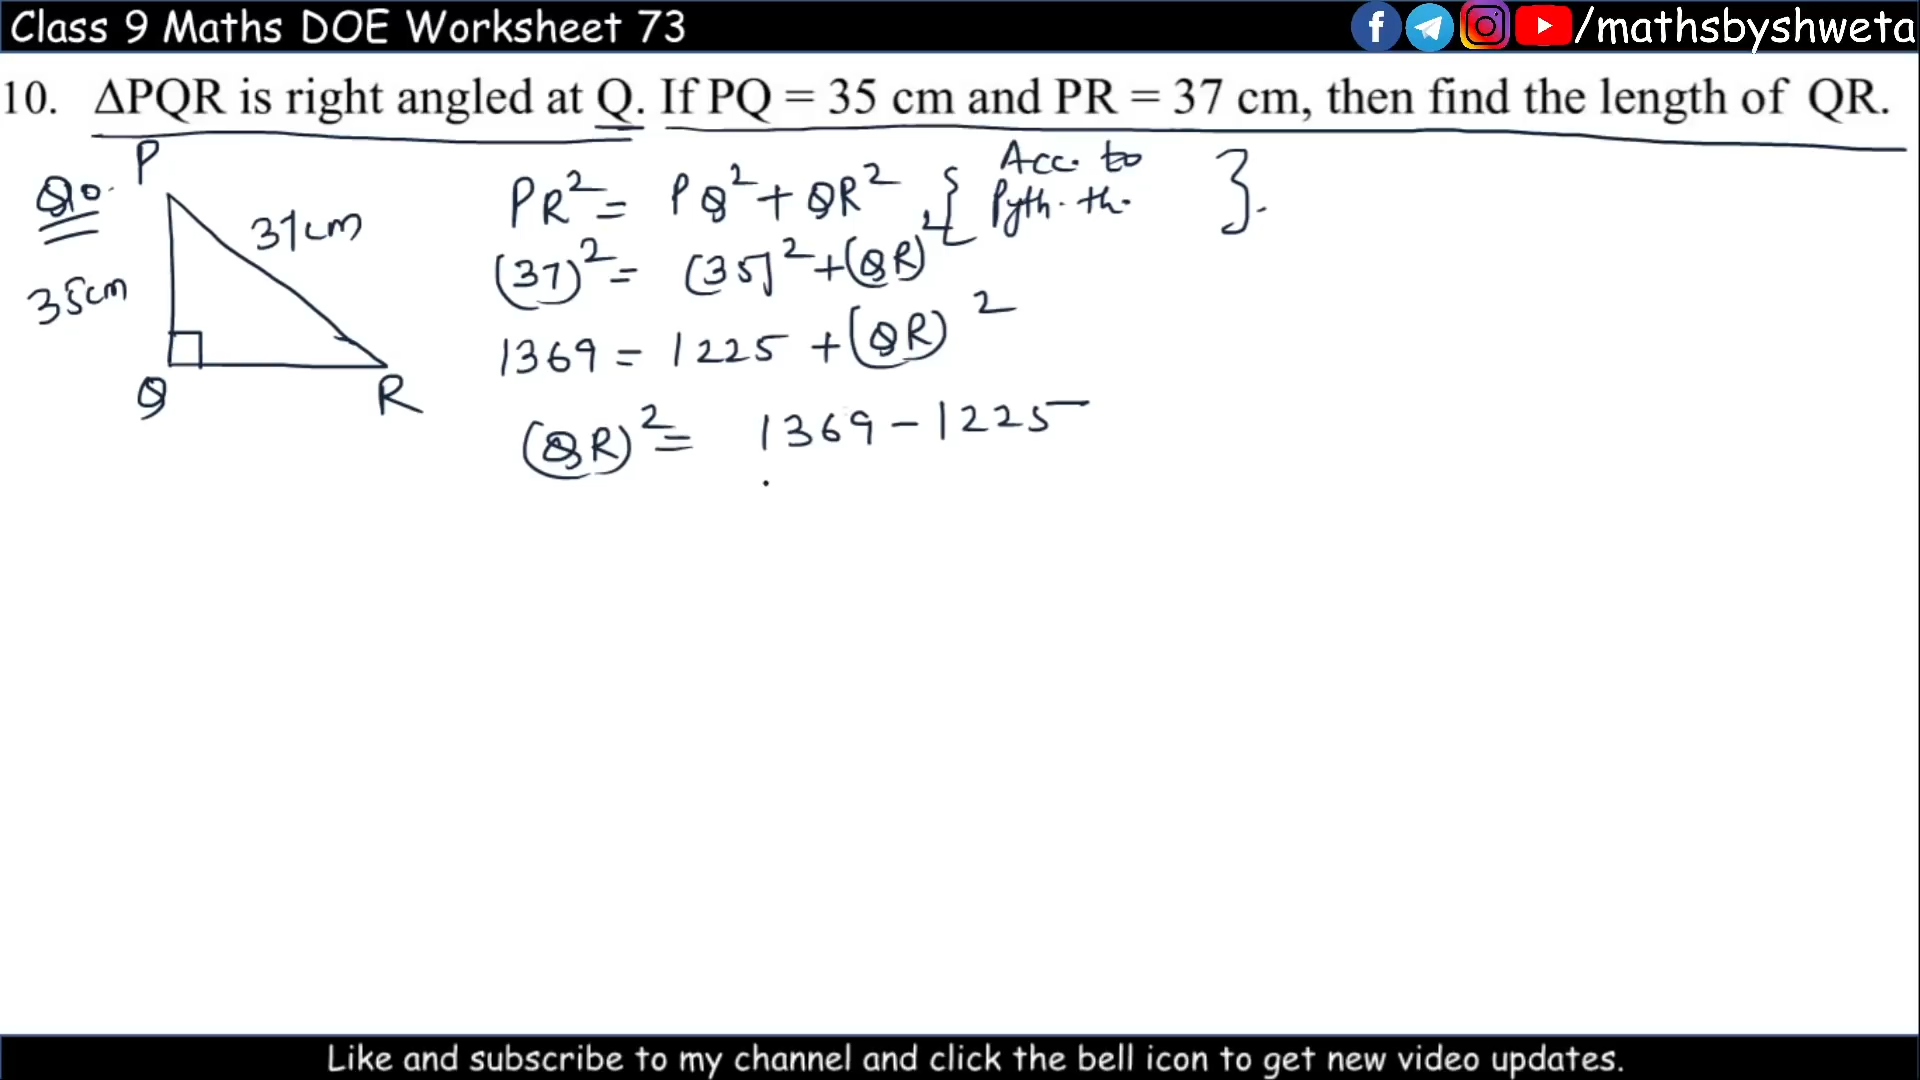 Class 9 Maths DOE Worksheet 73
/mathsbyshweta
10. ΔPQR is right angled at Q. If PQ = 35 cm and PR = 37 cm, then find the length of QR.
Q10.
P
37cm
35cm
Q
R
PR² = PQ² + QR² { Acc. to
Pyth. th. }.
(37)² = (35)² + (QR)²
1369 = 1225 + (QR)²
(QR)² = 1369 - 1225
Like and subscribe to my channel and click the bell icon to get new video updates.